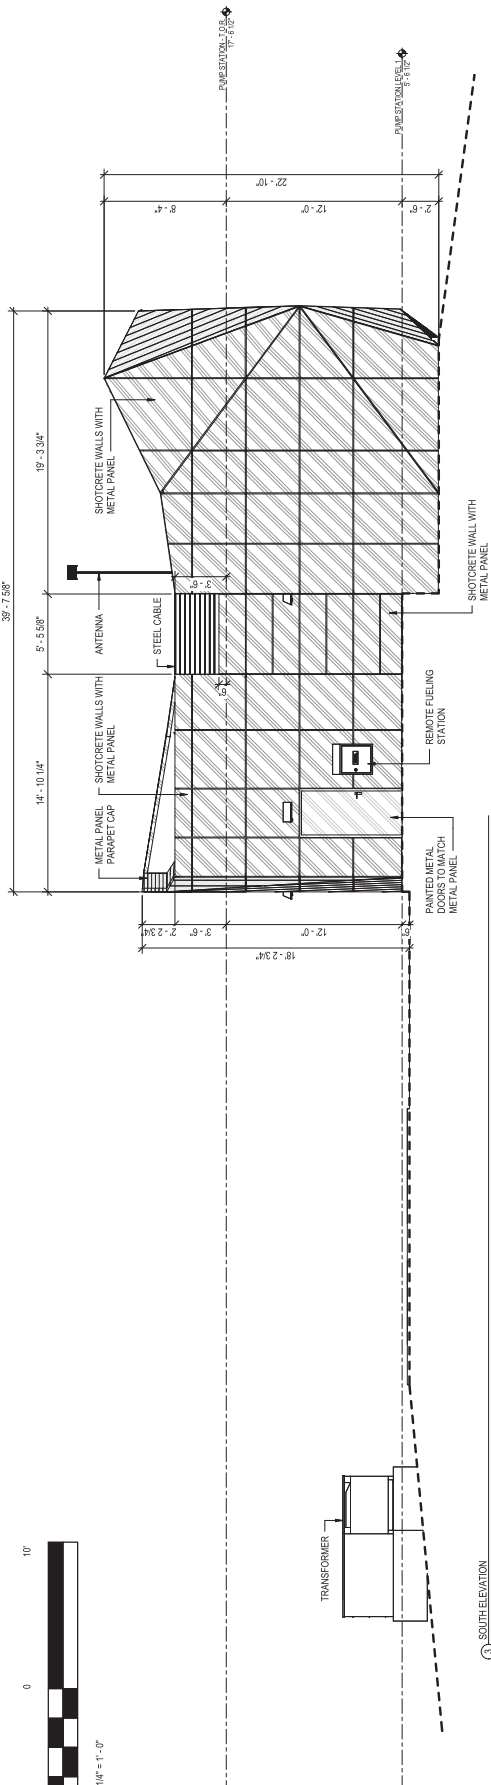 39' - 7 5/8"
14' - 10 1/4"
5' - 5 5/8"
19' - 3 3/4"
METAL PANEL
PARAPET CAP
SHOTCRETE WALLS WITH
METAL PANEL
ANTENNA
STEEL CABLE
SHOTCRETE WALLS WITH
METAL PANEL
PUMP STATION - T.O.R.
17' - 6 1/2"
PUMP STATION LEVEL 1
5' - 6 1/2"
22' - 10"
8' - 4"
12' - 0"
2' - 6"
3' - 6"
6"
2' - 2 3/4"
3' - 6"
12' - 0"
6"
18' - 2 3/4"
PAINTED METAL
DOORS TO MATCH
METAL PANEL
REMOTE FUELING
STATION
SHOTCRETE WALL WITH
METAL PANEL
TRANSFORMER
0
10'
1/4" = 1' - 0"
3
SOUTH ELEVATION